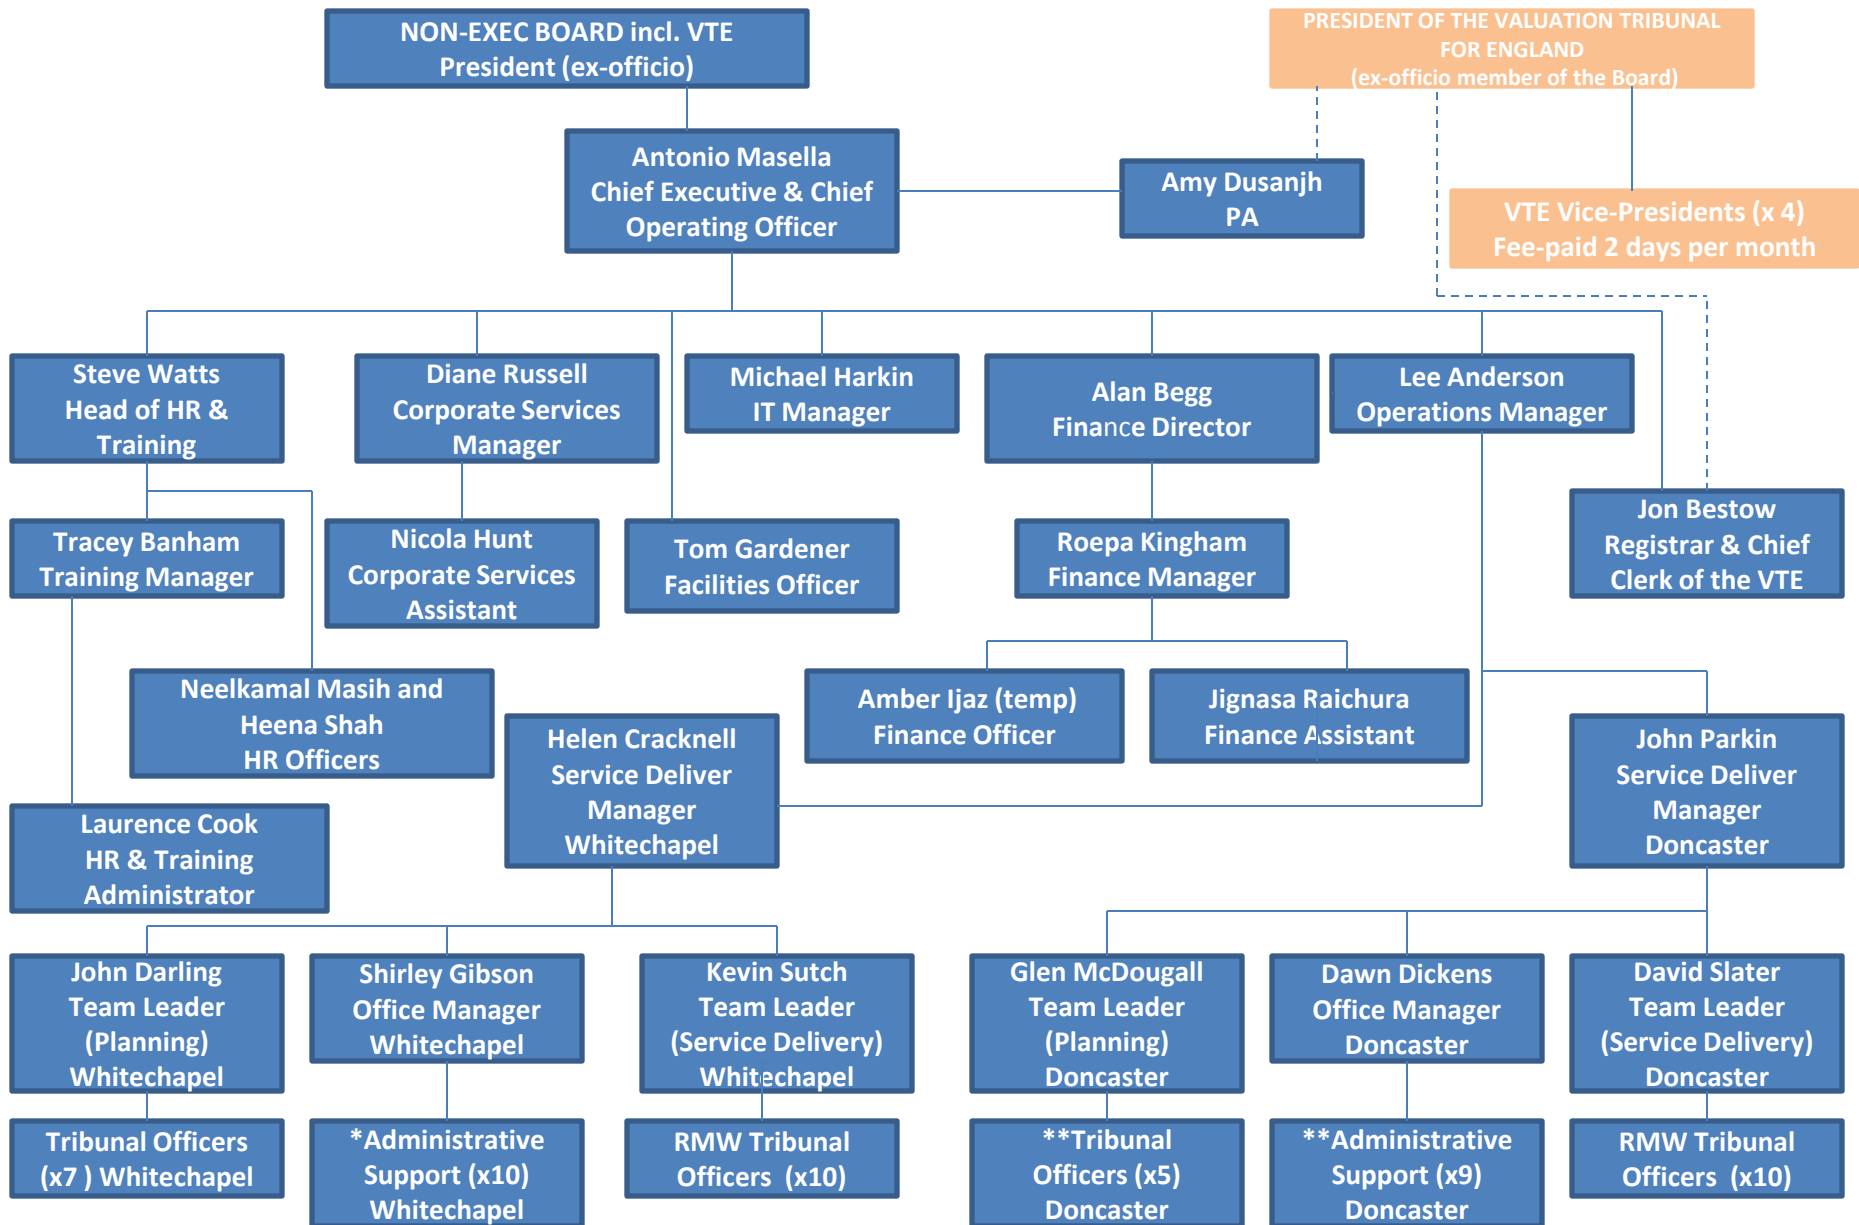 NON-EXEC BOARD incl. VTE
President (ex-officio)
PRESIDENT OF THE VALUATION TRIBUNAL
FOR ENGLAND
(ex-officio member of the Board)
Antonio Masella
Chief Executive & Chief
Operating Officer
Amy Dusanjh
PA
VTE Vice-Presidents (x 4)
Fee-paid 2 days per month
Steve Watts
Head of HR &
Training
Diane Russell
Corporate Services
Manager
Michael Harkin
IT Manager
Alan Begg
Finance Director
Lee Anderson
Operations Manager
Tracey Banham
Training Manager
Nicola Hunt
Corporate Services
Assistant
Tom Gardener
Facilities Officer
Roepa Kingham
Finance Manager
Jon Bestow
Registrar & Chief
Clerk of the VTE
Neelkamal Masih and
Heena Shah
HR Officers
Helen Cracknell
Service Deliver
Manager
Whitechapel
Amber Ijaz (temp)
Finance Officer
Jignasa Raichura
Finance Assistant
John Parkin
Service Deliver
Manager
Doncaster
Laurence Cook
HR & Training
Administrator
John Darling
Team Leader
(Planning)
Whitechapel
Shirley Gibson
Office Manager
Whitechapel
Kevin Sutch
Team Leader
(Service Delivery)
Whitechapel
Glen McDougall
Team Leader
(Planning)
Doncaster
Dawn Dickens
Office Manager
Doncaster
David Slater
Team Leader
(Service Delivery)
Doncaster
Tribunal Officers
(x7 ) Whitechapel
*Administrative
Support (x10)
Whitechapel
RMW Tribunal
Officers (x10)
**Tribunal
Officers (x5)
Doncaster
**Administrative
Support (x9)
Doncaster
RMW Tribunal
Officers (x10)